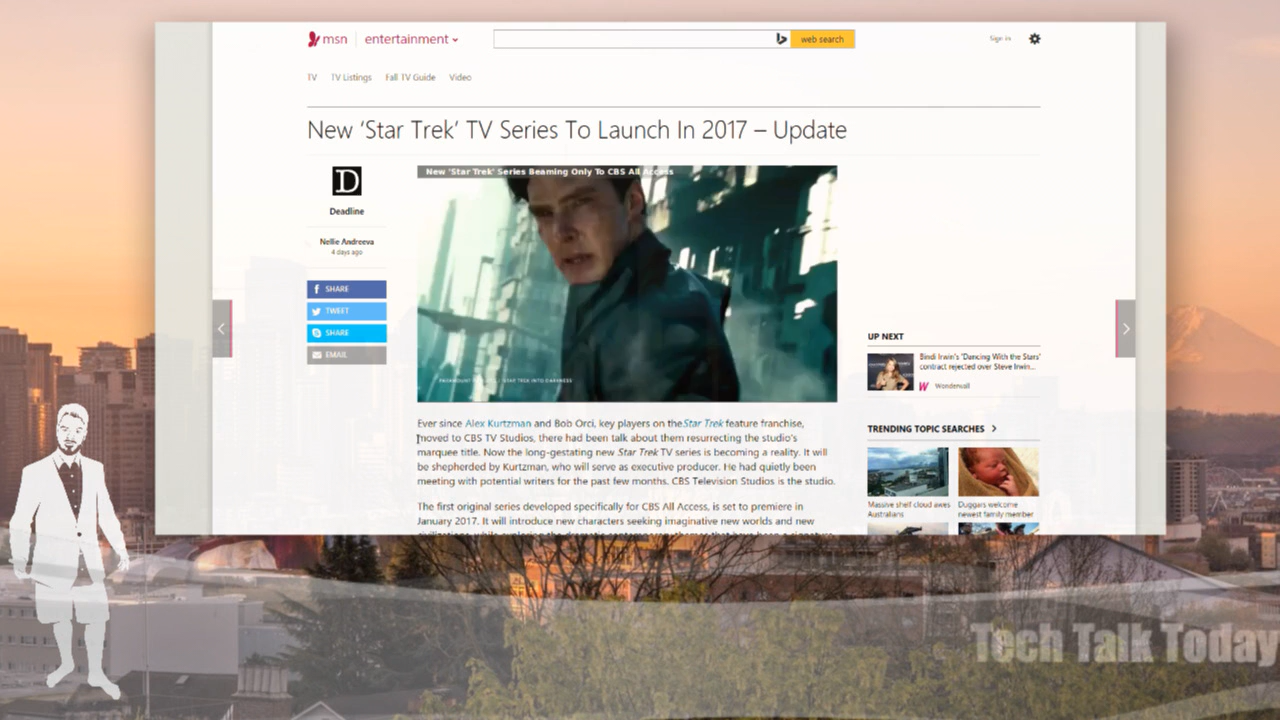 msn
entertainment
web search
Sign in
TV
TV Listings
Fall TV Guide
Video
New 'Star Trek' TV Series To Launch In 2017 – Update
D
Deadline
Nellie Andreeva
4 days ago
SHARE
TWEET
SHARE
EMAIL
New 'Star Trek' Series Beaming Only To CBS All Access
STAR TREK INTO DARKNESS
Ever since Alex Kurtzman and Bob Orci, key players on the Star Trek feature franchise,
moved to CBS TV Studios, there had been talk about them resurrecting the studio's
marquee title. Now the long-gestating new Star Trek TV series is becoming a reality. It will
be shepherded by Kurtzman, who will serve as executive producer. He had quietly been
meeting with potential writers for the past few months. CBS Television Studios is the studio.
The first original series developed specifically for CBS All Access, is set to premiere in
January 2017. It will introduce new characters seeking imaginative new worlds and new
UP NEXT
Bindi Irwin's 'Dancing With the Stars'
contract rejected over Steve Irwin...
Wonderwall
TRENDING TOPIC SEARCHES
Massive shelf cloud awes
Australians
Duggars welcome
newest family member
Tech Talk Today